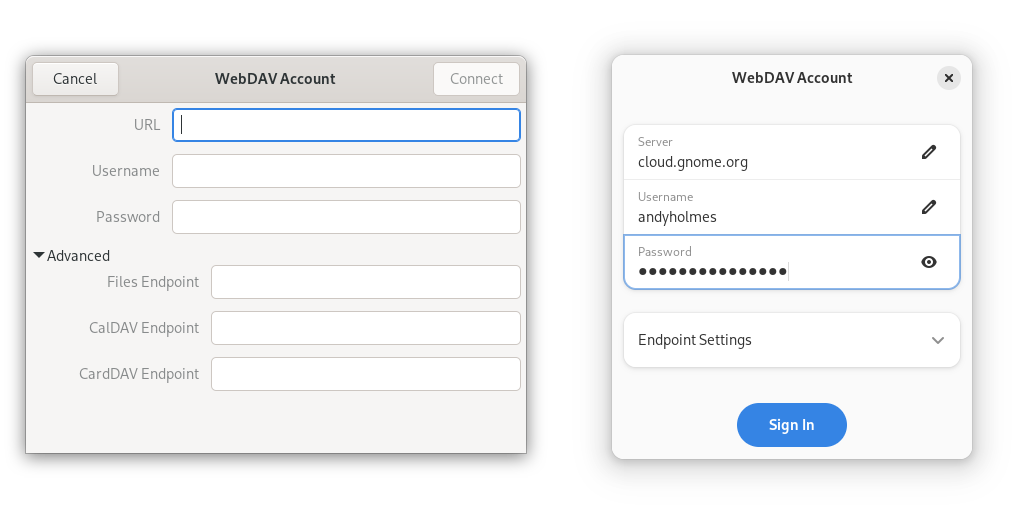 Cancel
WebDAV Account
Connect
URL
Username
Password
Advanced
Files Endpoint
CalDAV Endpoint
CardDAV Endpoint
WebDAV Account
Server
cloud.gnome.org
Username
andyholmes
Password
●●●●●●●●●●●●●●●
Endpoint Settings
Sign In